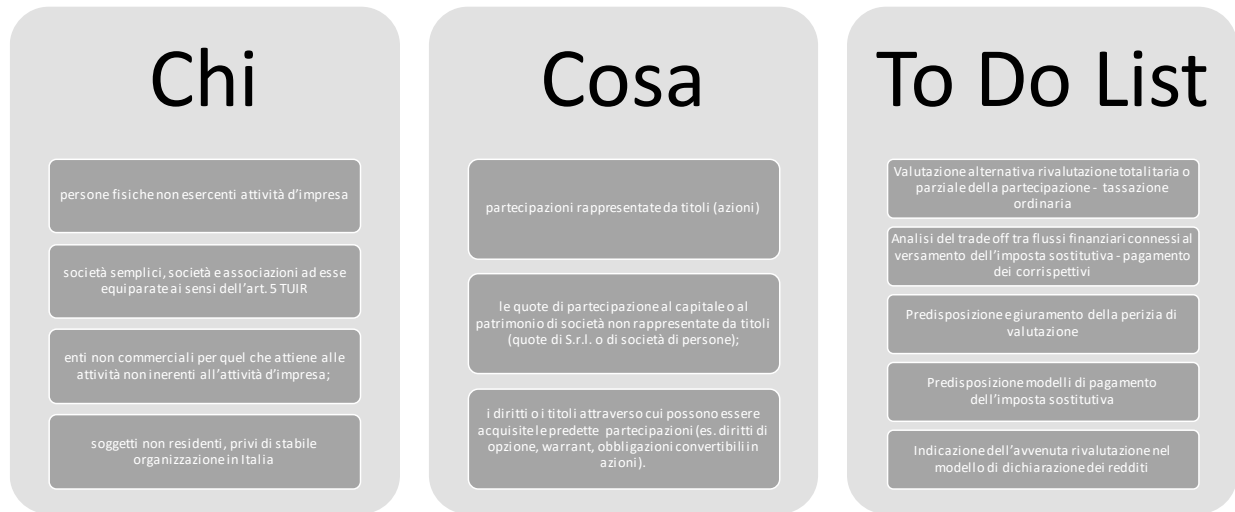 Chi
persone fisiche non esercenti attività d'impresa
società semplici, società e associazioni ad esse
equiparate ai sensi dell'art. 5 TUIR
enti non commerciali per quel che attiene alle
attività non inerenti all'attività d'impresa;
soggetti non residenti, privi di stabile
organizzazione in Italia
Cosa
partecipazioni rappresentate da titoli (azioni)
le quote di partecipazione al capitale o al
patrimonio di società non rappresentate da titoli
(quote di S.r.l. o di società di persone);
i diritti o i titoli attraverso cui possono essere
acquisite le predette partecipazioni (es. diritti di
opzione, warrant, obbligazioni convertibili in
azioni).
To Do List
Valutazione alternativa rivalutazione totalitaria o
parziale della partecipazione - tassazione
ordinaria
Analisi del trade off tra flussi finanziari connessi al
versamento dell'imposta sostitutiva - pagamento
dei corrispettivi
Predisposizione e giuramento della perizia di
valutazione
Predisposizione modelli di pagamento
dell'imposta sostitutiva
Indicazione dell'avvenuta rivalutazione nel
modello di dichiarazione dei redditi